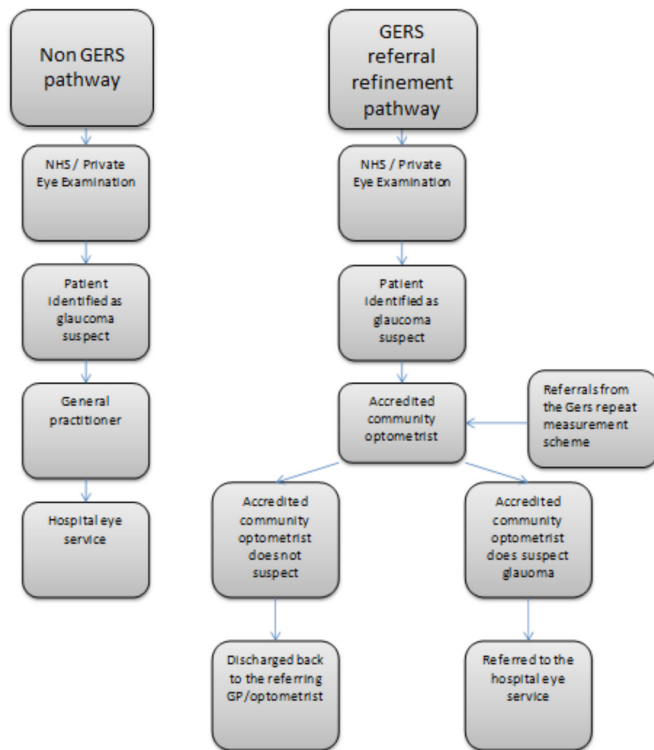 Non GERS
pathway
NHS / Private
Eye Examination
Patient
identified as
glaucoma
suspect
General
practitioner
Hospital eye
service
GERS
referral
refinement
pathway
NHS / Private
Eye Examination
Patient
identified as
glaucoma
suspect
Accredited
community
optometrist
Referrals from
the Gers repeat
measurement
scheme
Accredited
community
optometrist
does not
suspect
Accredited
community
optometrist
does suspect
glauoma
Discharged back
to the referring
GP/optometrist
Referred to the
hospital eye
service